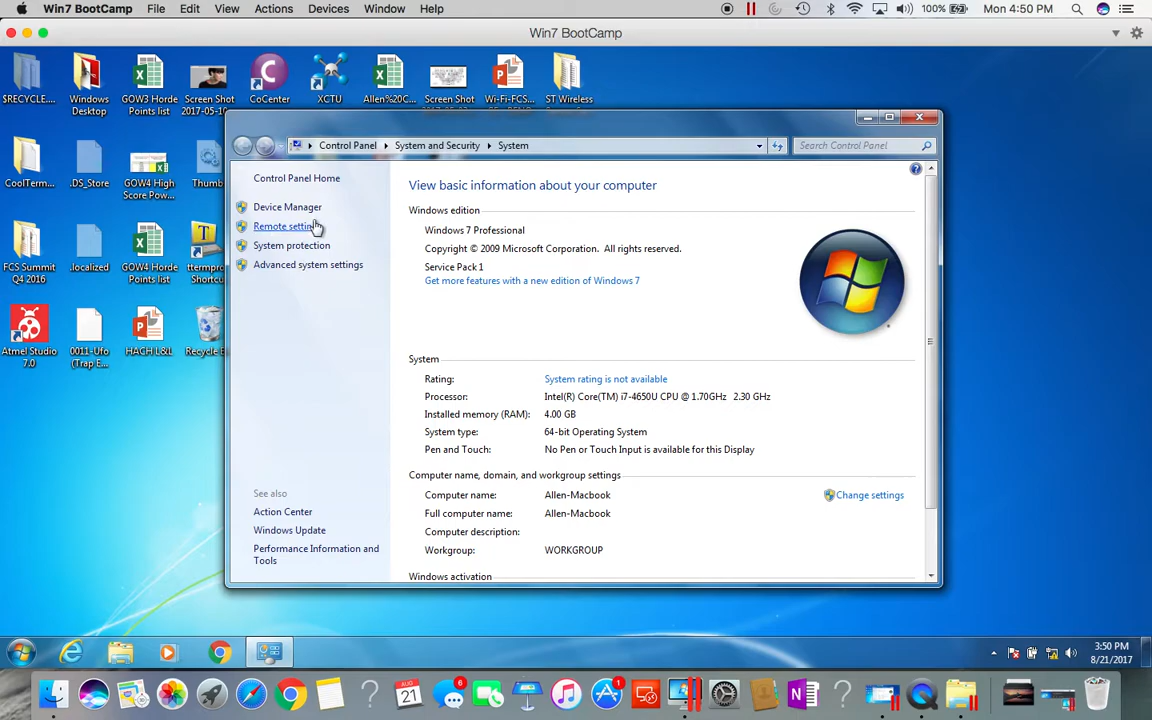 Win7 BootCamp File Edit View Actions Devices Window Help 100% Mon 4:50 PM
Win7 BootCamp
$RECYCLE....
Windows Desktop
GOW3 Horde Points list
Screen Shot 2017-05-10...
CoCenter
XCTU
Allen%20C...
Screen Shot
Wi-Fi-FCS...
ST Wireless
Control Panel System and Security System
Search Control Panel
CoolTerm...
.DS_Store
GOW4 High Score Pow...
Thumb
FCS Summit Q4 2016
.localized
GOW4 Horde Points list
ttermpro
Shortcu
Atmel Studio 7.0
0011-Ufo (Trap E...
HACH L&L
Recycle
Control Panel Home
Device Manager
Remote settin
System protection
Advanced system settings
See also
Action Center
Windows Update
Performance Information and
Tools
View basic information about your computer
Windows edition
Windows 7 Professional
Copyright © 2009 Microsoft Corporation. All rights reserved.
Service Pack 1
Get more features with a new edition of Windows 7
System
Rating: System rating is not available
Processor: Intel(R) Core(TM) i7-4650U CPU @ 1.70GHz 2.30 GHz
Installed memory (RAM): 4.00 GB
System type: 64-bit Operating System
Pen and Touch: No Pen or Touch Input is available for this Display
Computer name, domain, and workgroup settings
Computer name: Allen-Macbook
Change settings
Full computer name: Allen-Macbook
Computer description:
Workgroup: WORKGROUP
Windows activation
3:50 PM
8/21/2017
AUG
21
6
1